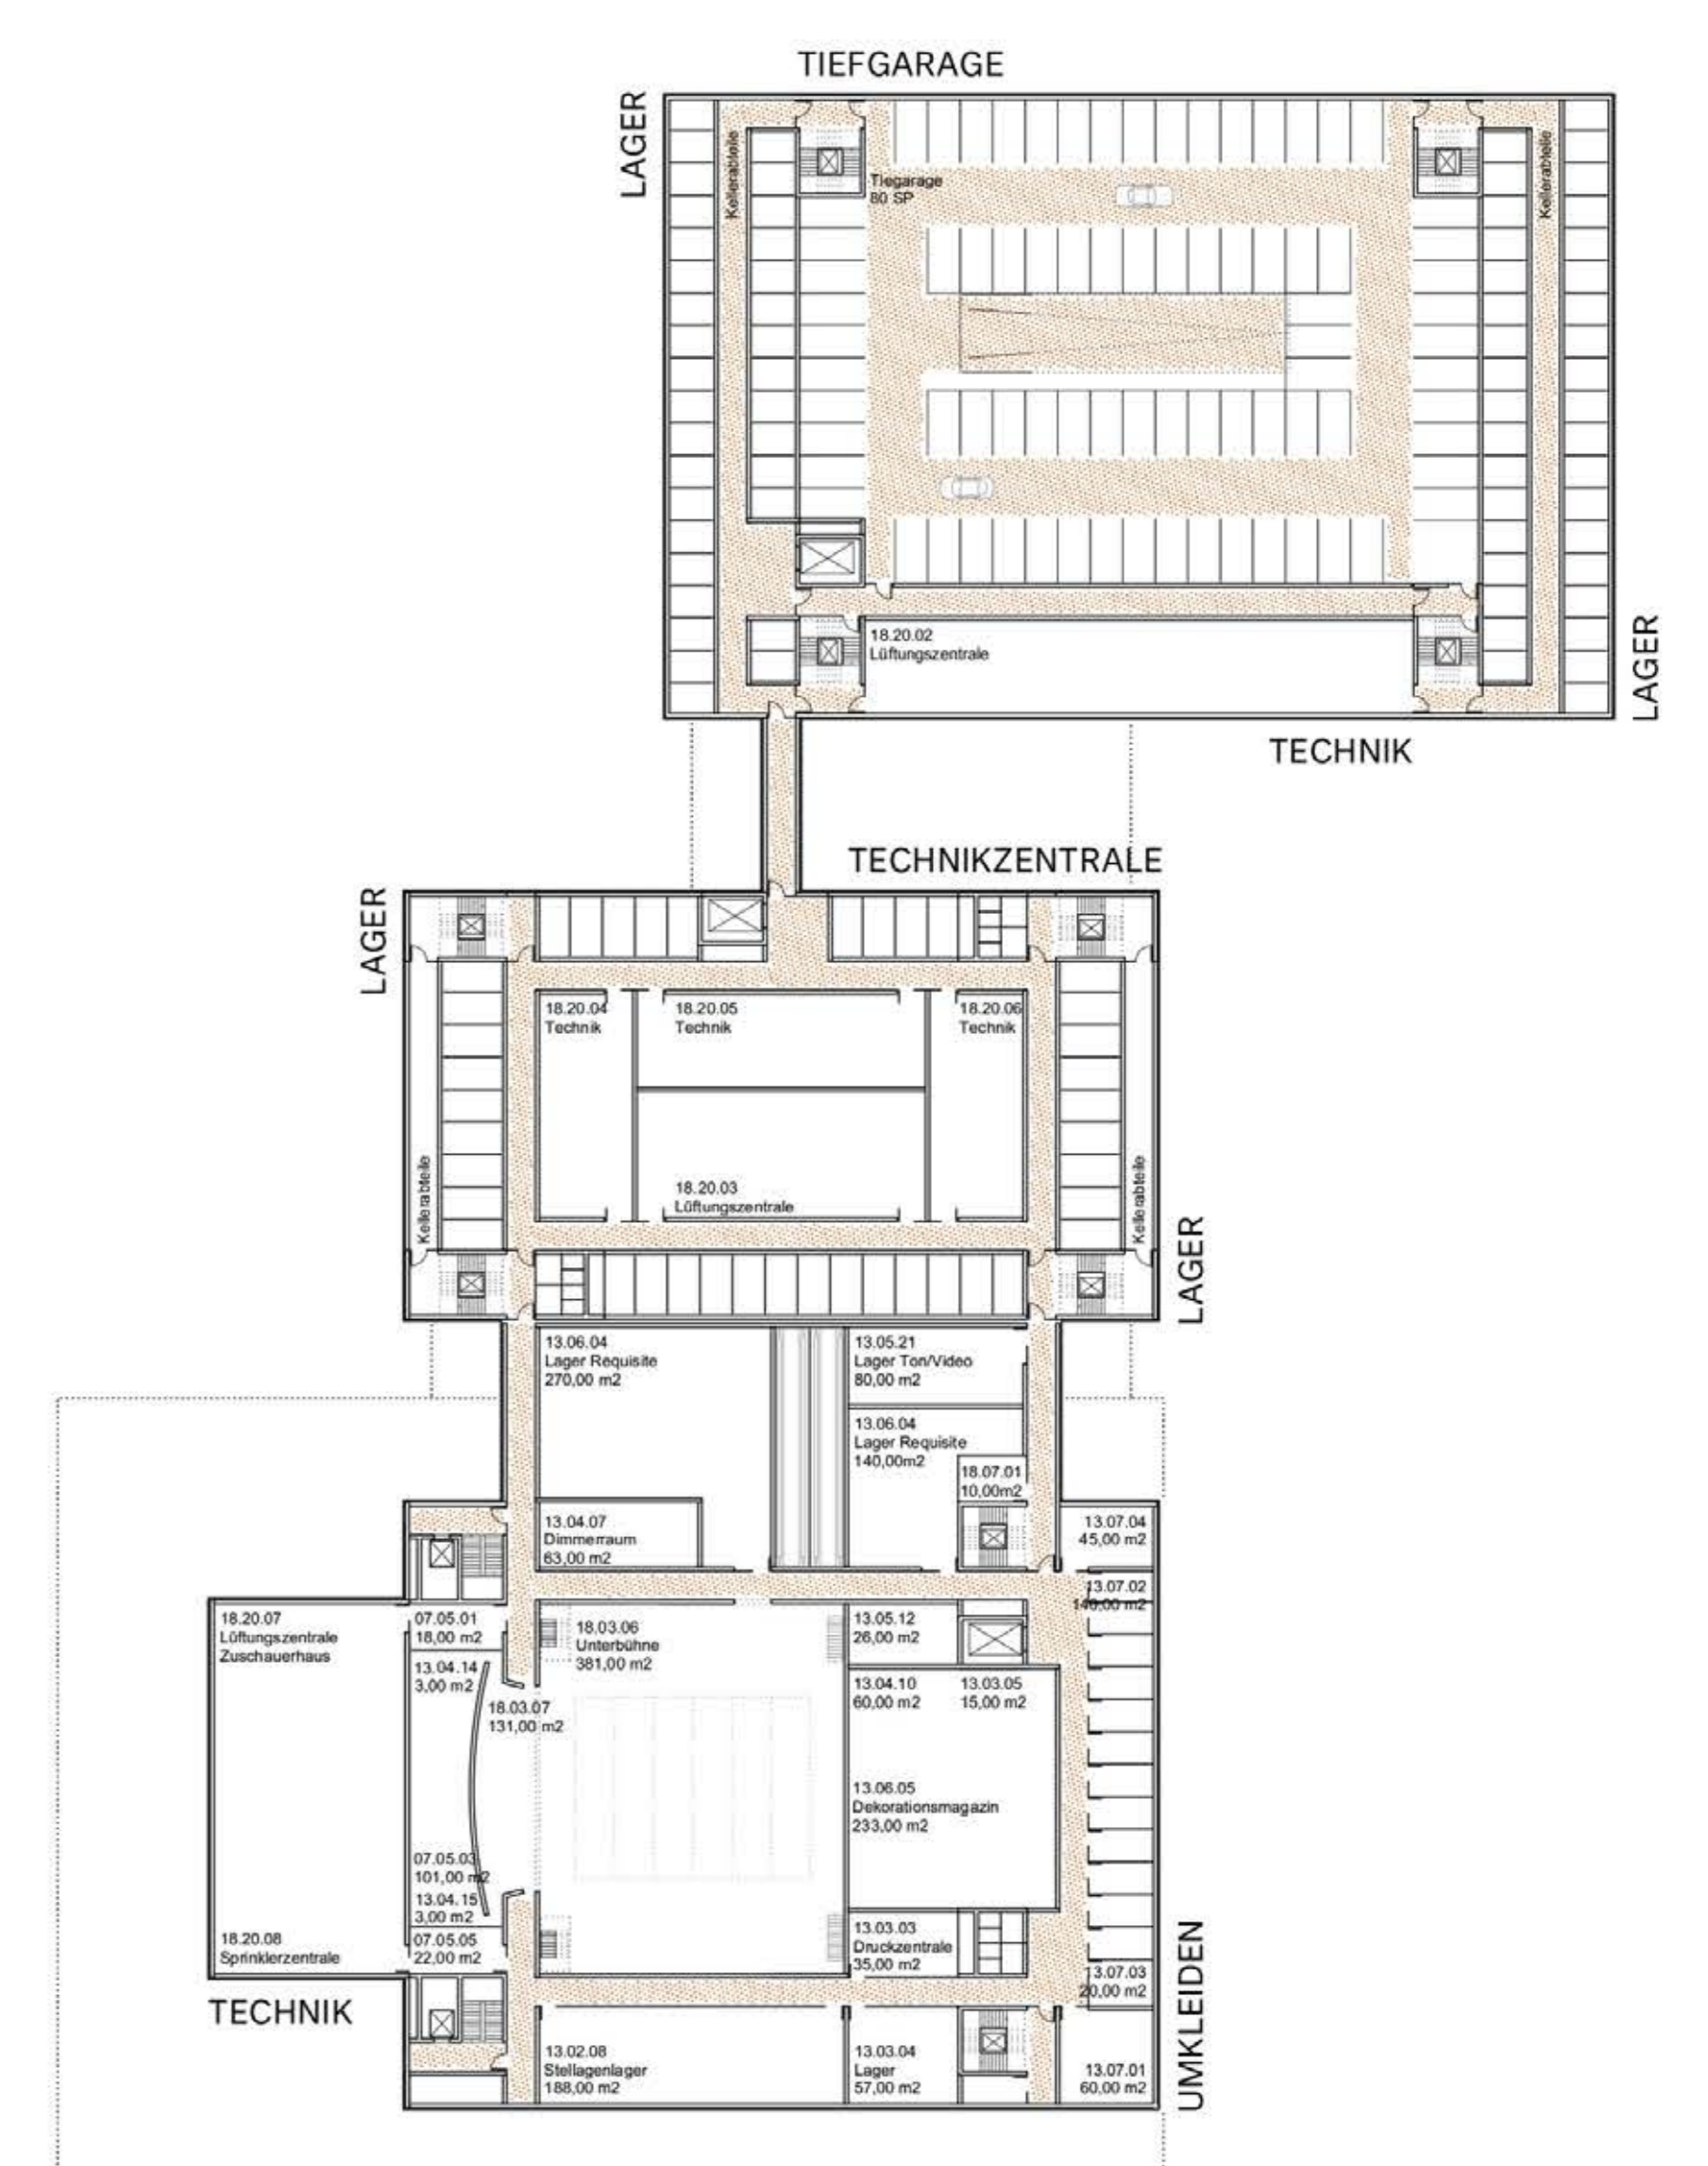 TIEFGARAGE
LAGER
Kellerabteile
Kellerabteile
Tiegarage
80 SP
18.20.02
Lüftungszentrale
LAGER
TECHNIK
TECHNIKZENTRALE
LAGER
18.20.04
Technik
18.20.05
Technik
18.20.06
Technik
18.20.03
Lüftungszentrale
Kellerabteile
Kellerabteile
LAGER
13.06.04
Lager Requisite
270,00 m2
13.05.21
Lager Ton/Video
80,00 m2
13.06.04
Lager Requisite
140,00m2
18.07.01
10,00m2
13.04.07
Dimmerraum
63,00 m2
13.07.04
45,00 m2
13.07.02
140,00 m2
18.20.07
Lüftungszentrale
Zuschauerhaus
07.05.01
18,00 m2
18.03.06
Unterbühne
381,00 m2
13.05.12
26,00 m2
13.04.14
3,00 m2
18.03.07
131,00 m2
13.04.10
60,00 m2
13.03.05
15,00 m2
13.06.05
Dekorationsmagazin
233,00 m2
07.05.03
101,00 m2
13.04.15
3,00 m2
07.05.05
22,00 m2
18.20.08
Sprinklerzentrale
13.03.03
Druckzentrale
35,00 m2
13.07.03
20,00 m2
TECHNIK
UMKLEIDEN
13.02.08
Stellagenlager
188,00 m2
13.03.04
Lager
57,00 m2
13.07.01
60,00 m2